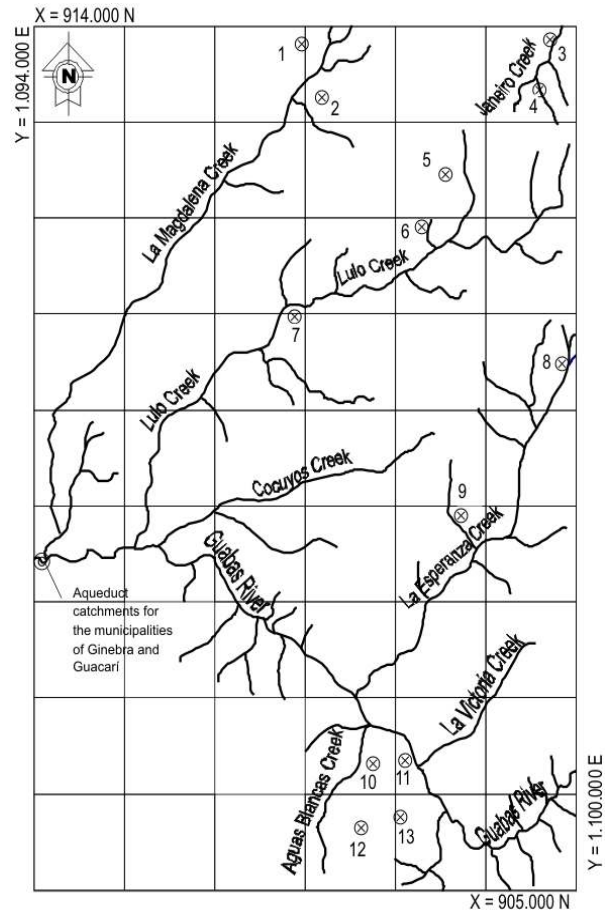 X = 914.000 N
Y = 1.094.000 E
N
1
2
3
4
Janeiro Creek
5
La Magdalena Creek
6
Lulo Creek
7
8
Lulo Creek
Cocuyos Creek
9
Guabas River
La Esperanza Creek
Aqueduct
catchments for
the municipalities
of Ginebra and
Guacarí
La Victoria Creek
Aguas Blancas Creek
10
11
12
13
Guabas River
Y = 1.100.000 E
X = 905.000 N